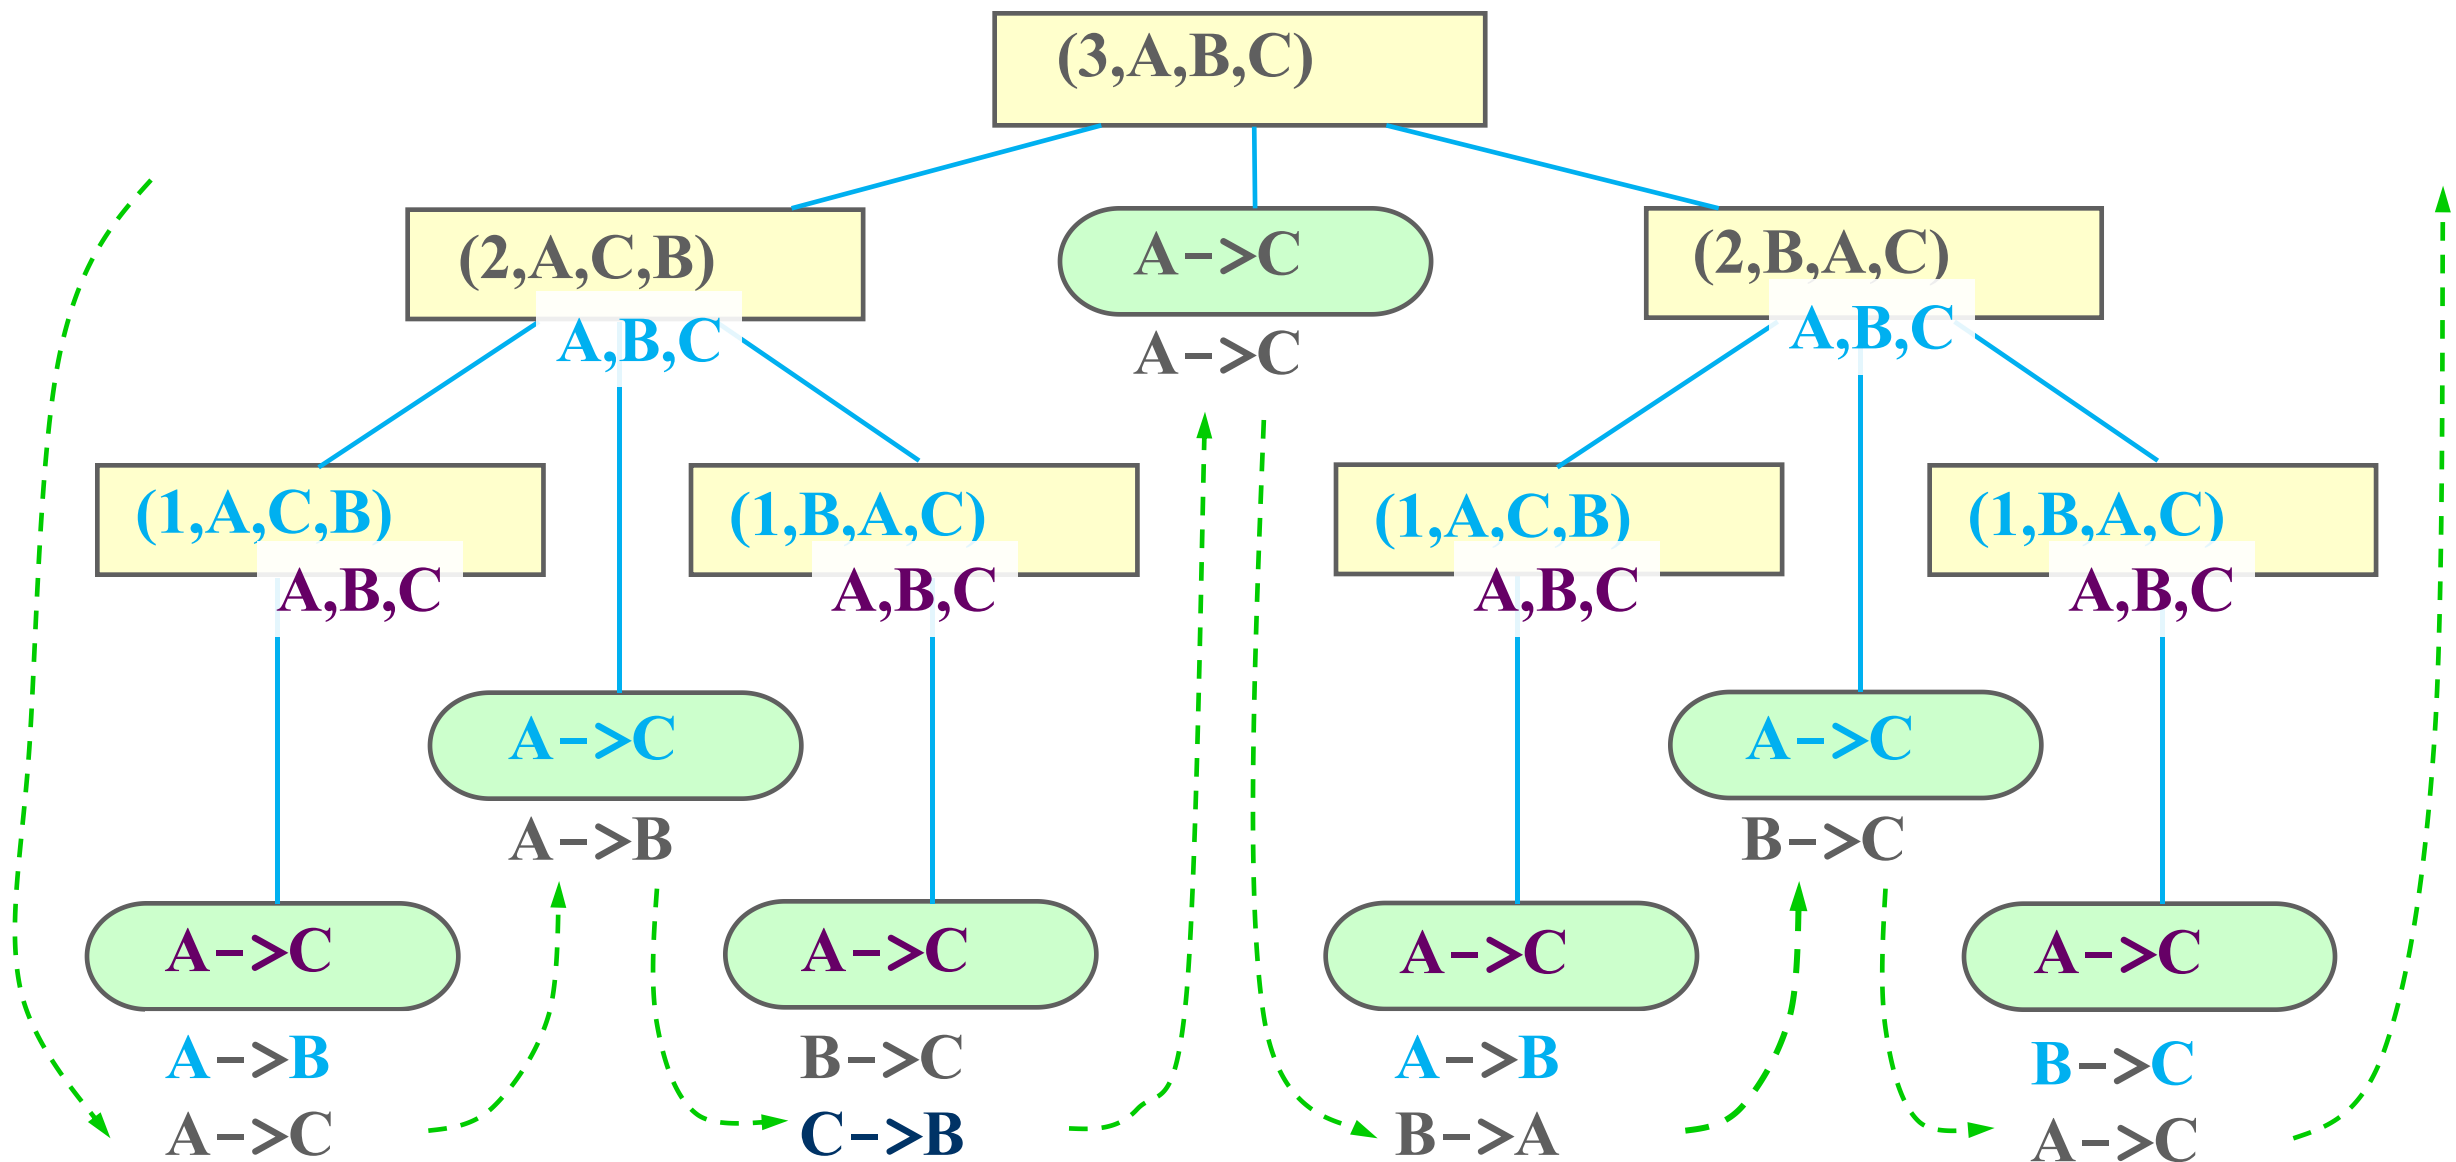 (3,A,B,C)
(2,A,C,B)
A->C
(2,B,A,C)
A,B,C
A->C
A,B,C
(1,A,C,B)
(1,B,A,C)
(1,A,C,B)
(1,B,A,C)
A,B,C
A,B,C
A,B,C
A,B,C
A->C
A->C
A->B
B->C
A->C
A->C
A->C
A->C
A->B
B->C
A->B
B->C
A->C
C->B
B->A
A->C